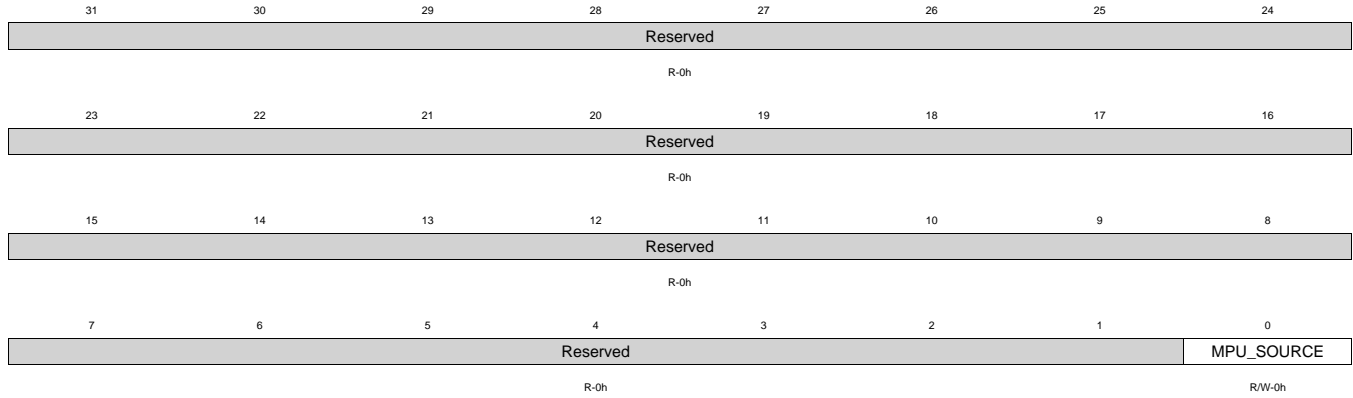 31 30 29 28 27 26 25 24
Reserved
R-0h
23 22 21 20 19 18 17 16
Reserved
R-0h
15 14 13 12 11 10 9 8
Reserved
R-0h
7 6 5 4 3 2 1 0
Reserved MPU_SOURCE
R-0h R/W-0h